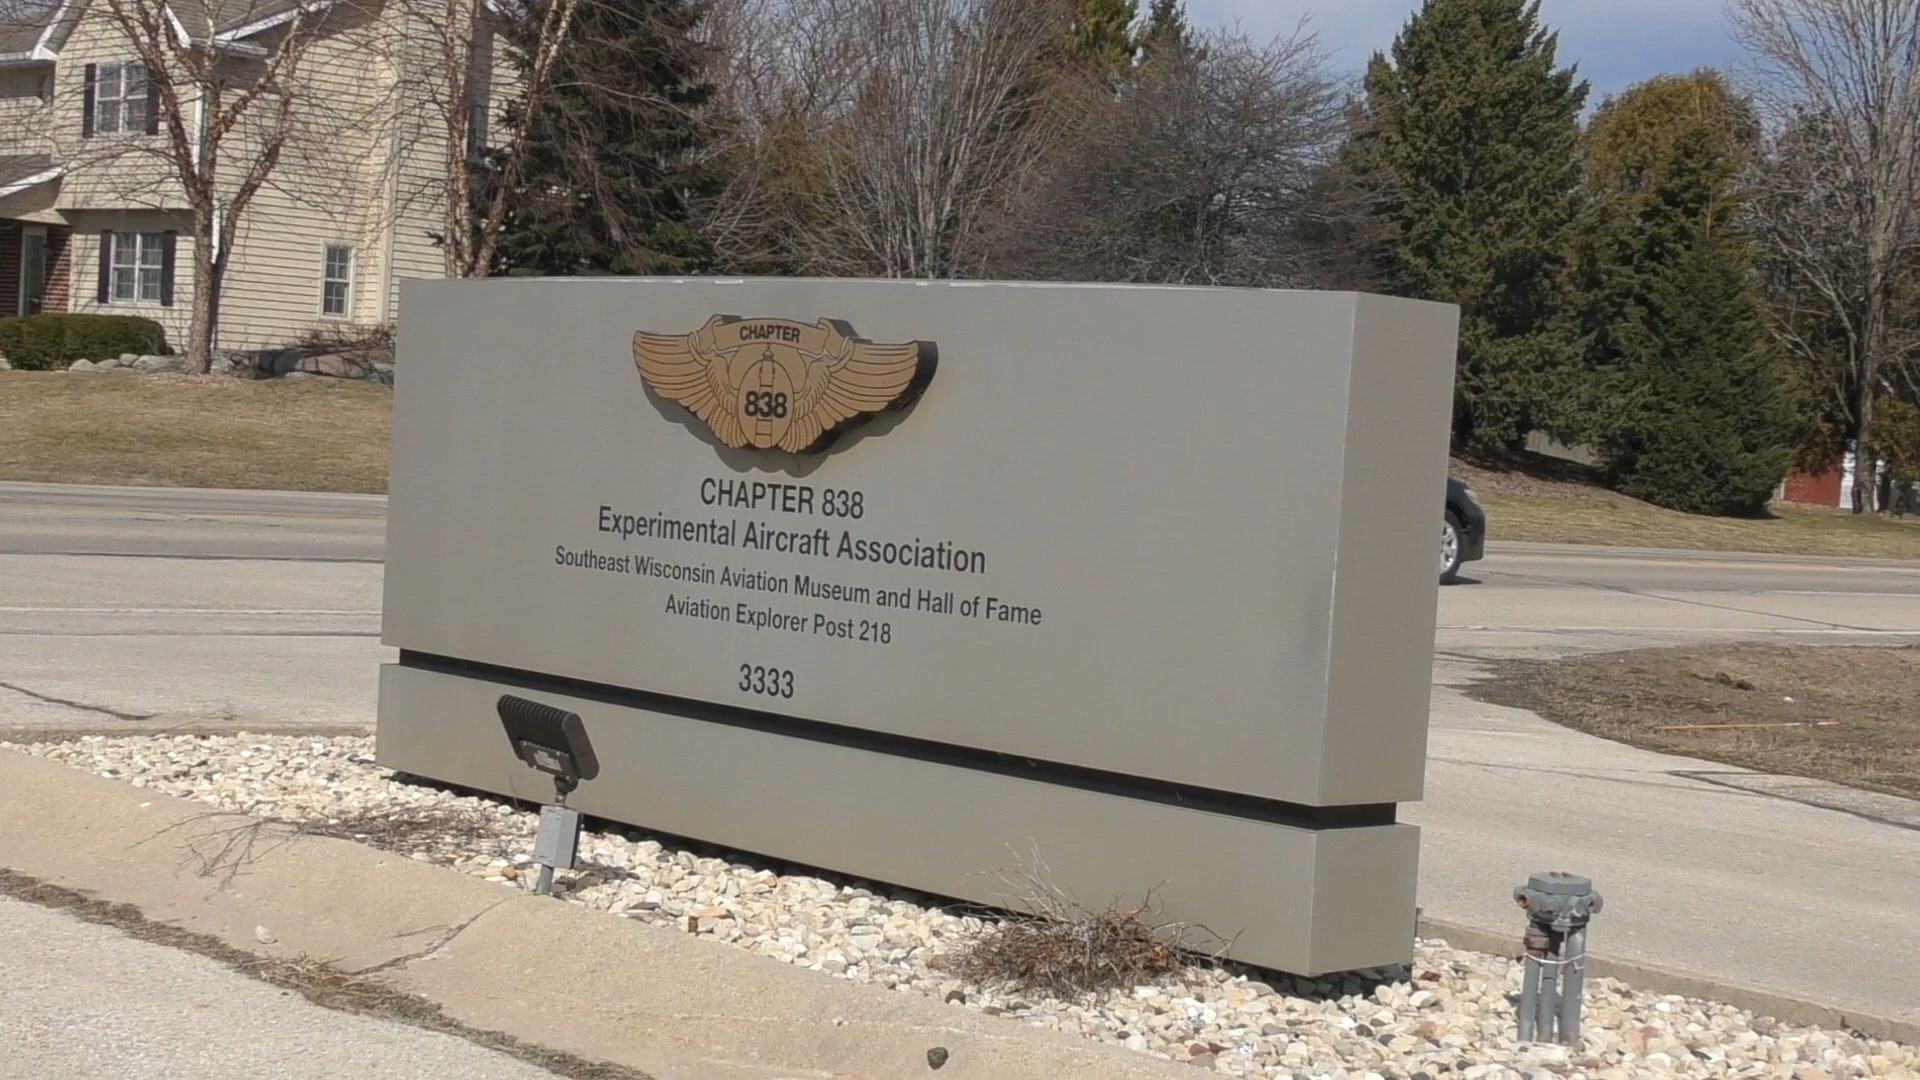 CHAPTER
838
CHAPTER 838
Experimental Aircraft Association
Southeast Wisconsin Aviation Museum and Hall of Fame
Aviation Explorer Post 218
3333